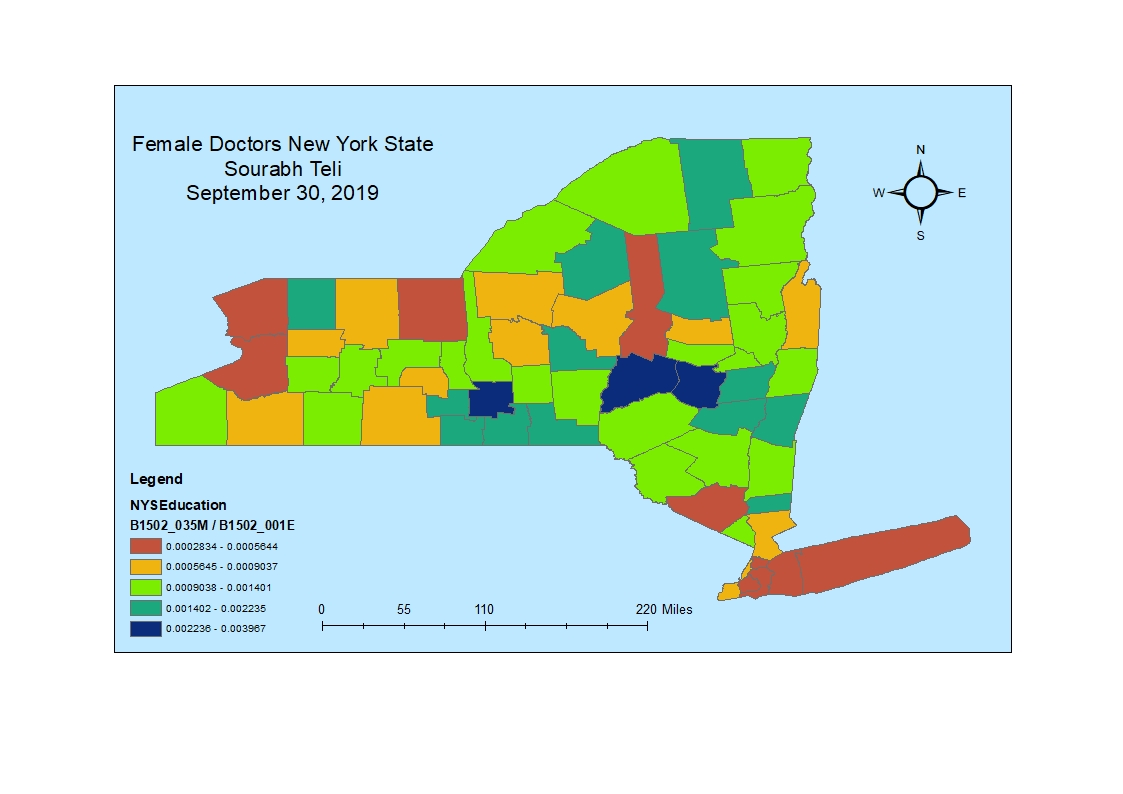 Female Doctors New York State
Sourabh Teli
September 30, 2019
N
W E
S
Legend
NYSEducation
B1502_035M / B1502_001E
0.0002834 - 0.0005644
0.0005645 - 0.0009037
0.0009038 - 0.001401
0.001402 - 0.002235
0.002236 - 0.003967
0 55 110 220 Miles